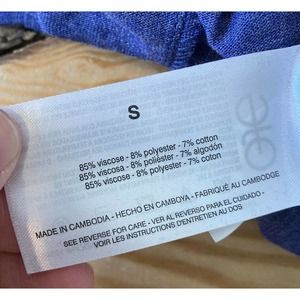 S
85% viscose - 8% polyester - 7% cotton
85% viscosa - 8% poliéster - 7% algodón
85% viscose - 8% polyester - 7% coton
MADE IN CAMBODIA - HECHO EN CAMBOYA - FABRIQUÉ AU CAMBODGE
SEE REVERSE FOR CARE - VER AL REVERSO PARA EL CUIDADO -
VOIR LES INSTRUCTIONS D'ENTRETIEN AU DOS